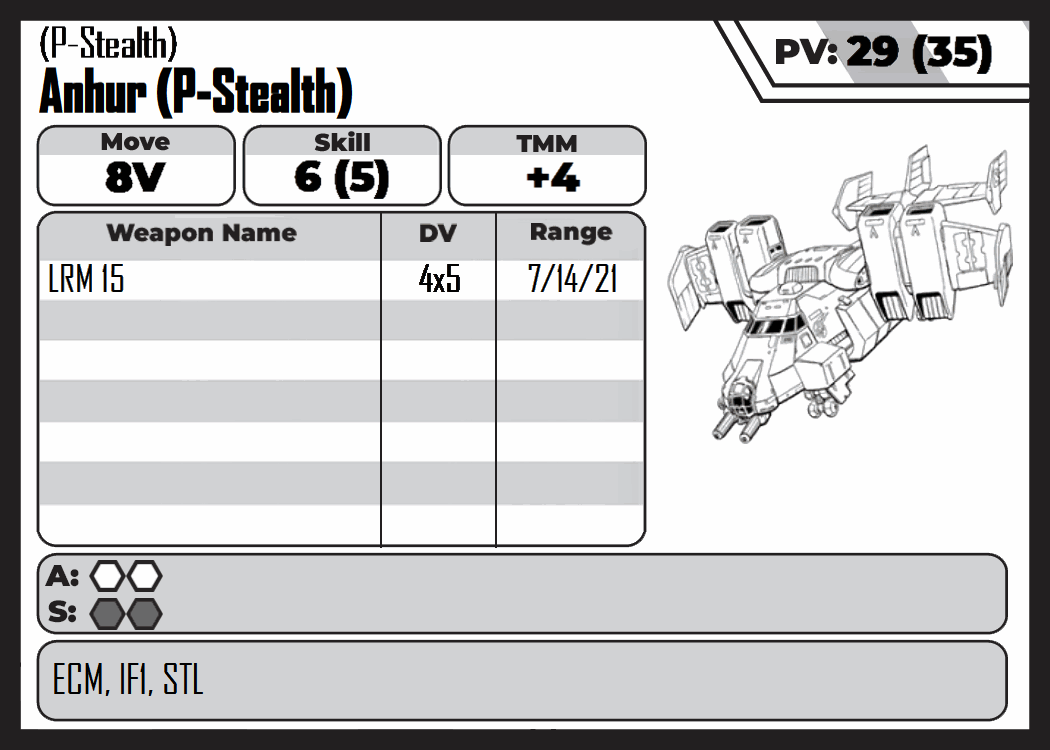 (P-Stealth)
Anhur (P-Stealth)
PV: 29 (35)
Move
8V
Skill
6 (5)
TMM
+4
Weapon Name DV Range
LRM 15 4x5 7/14/21
A:
S:
ECM, IF1, STL